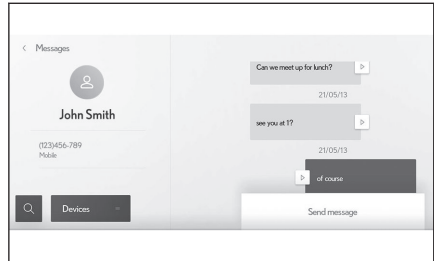 < Messages
John Smith
(123)456-789
Mobile
Devices
Can we meet up for lunch?
21/05/13
see you at 1?
21/05/13
of course
Send message